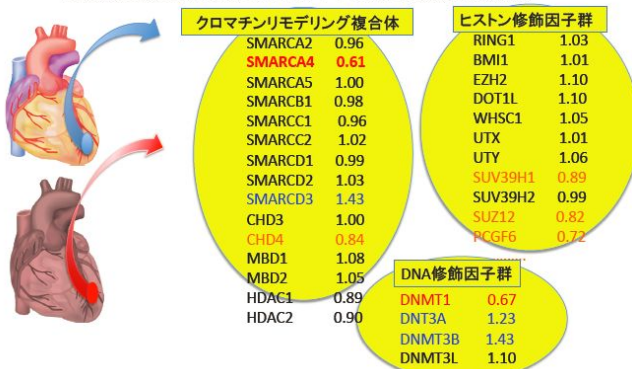 クロマチンリモデリング複合体
SMARCA2 0.96
SMARCA4 0.61
SMARCA5 1.00
SMARCB1 0.98
SMARCC1 0.96
SMARCC2 1.02
SMARCD1 0.99
SMARCD2 1.03
SMARCD3 1.43
CHD3 1.00
CHD4 0.84
MBD1 1.08
MBD2 1.05
HDAC1 0.89
HDAC2 0.90
ヒストン修飾因子群
RING1 1.03
BMI1 1.01
EZH2 1.10
DOT1L 1.10
WHSC1 1.05
UTX 1.01
UTY 1.06
SUV39H1 0.89
SUV39H2 0.99
SUZ12 0.82
PCGF6 0.72
DNA修飾因子群
DNMT1 0.67
DNT3A 1.23
DNMT3B 1.43
DNMT3L 1.10